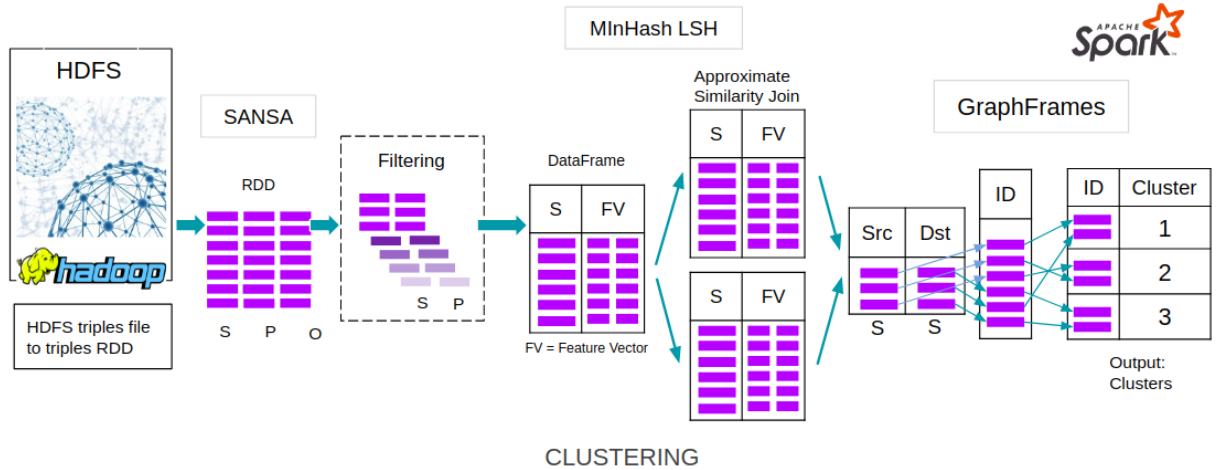 MInHash LSH
APACHE
Spark
HDFS
hadoop
HDFS triples file
to triples RDD
SANSA
RDD
S P O
Filtering
S P
DataFrame
S FV
FV = Feature Vector
Approximate
Similarity Join
S FV
S FV
GraphFrames
Src Dst
S S
ID
ID Cluster
1
2
3
Output:
Clusters
CLUSTERING